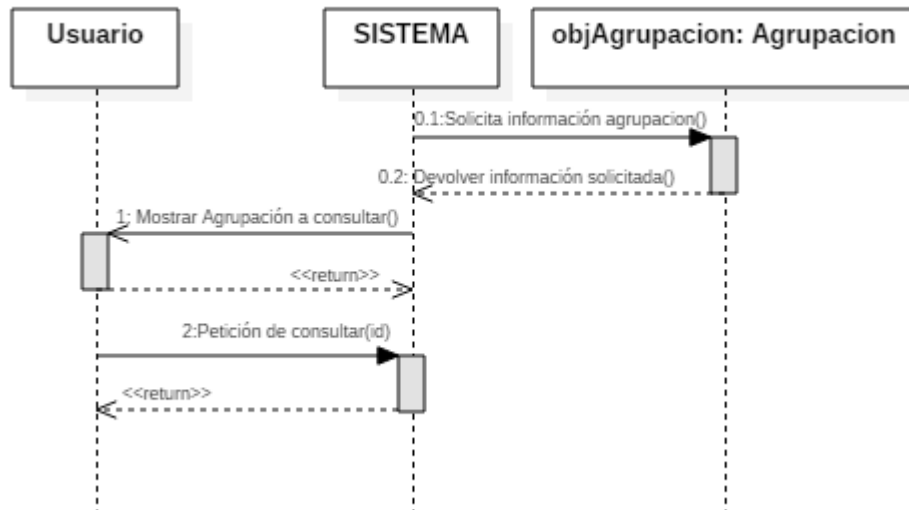 Usuario
SISTEMA
objAgrupacion: Agrupacion
0.1:Solicita información agrupacion()
0.2: Devolver información solicitada()
1: Mostrar Agrupación a consultar()
<<return>>
2:Petición de consultar(id)
<<return>>